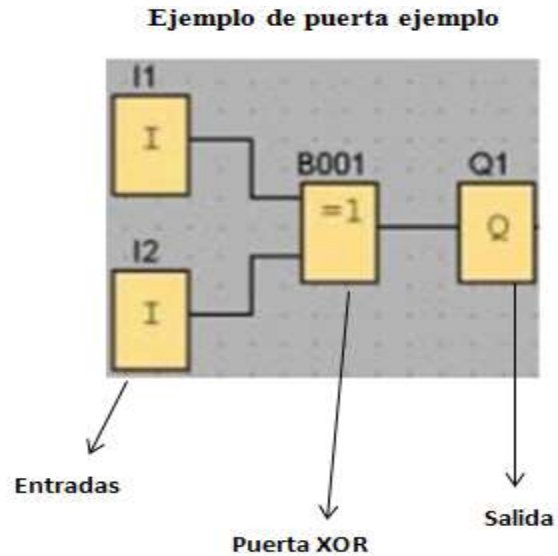 Ejemplo de puerta ejemplo
I1
I
B001
=1
Q1
Q
I2
I
Entradas
Puerta XOR
Salida